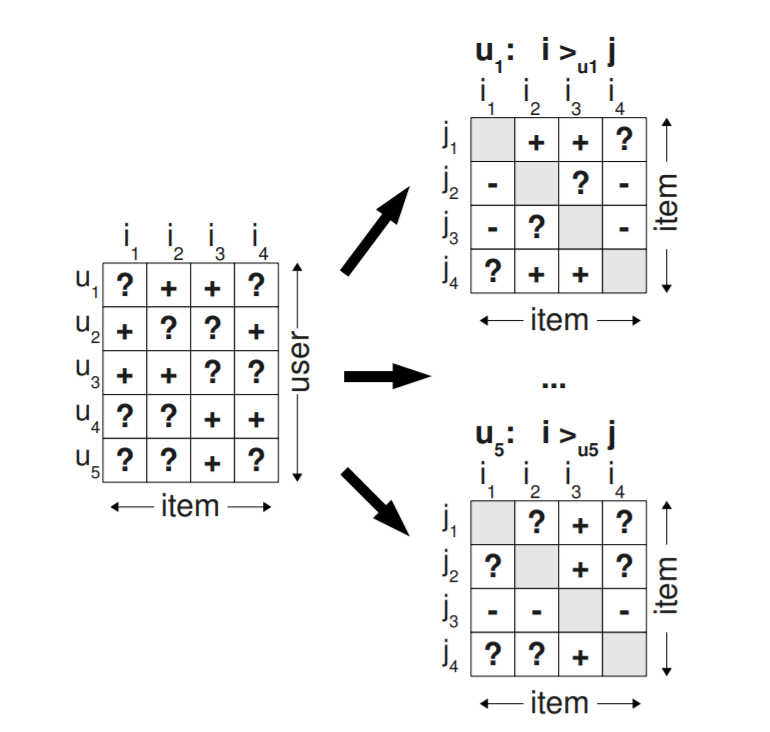 u1: i >u1 j
i1 i2 i3 i4
j1 + + ?
j2 - ? -
j3 - ? -
j4 ? + +
item
item
i1 i2 i3 i4
u1 ? + + ?
u2 + ? ? +
u3 + + ? ?
u4 ? ? + +
u5 ? ? + ?
user
item
...
u5: i >u5 j
i1 i2 i3 i4
j1 ? + ?
j2 ? + ?
j3 - - -
j4 ? ? +
item
item